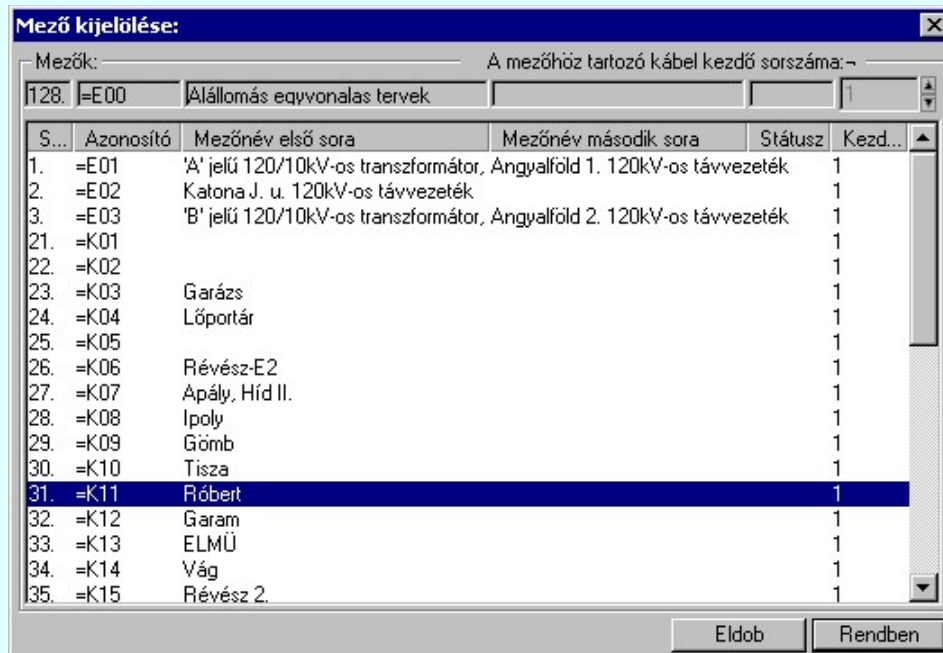 Mező kijelölése:
Mezők: A mezőhöz tartozó kábel kezdő sorszáma:¬
128. =E00 Alállomás egyvonalas tervek 1
S... Azonosító Mezőnév első sora Mezőnév második sora Státusz Kezd...
1. =E01 'A' jelű 120/10kV-os transzformátor, Angyalföld 1. 120kV-os távvezeték 1
2. =E02 Katona J. u. 120kV-os távvezeték 1
3. =E03 'B' jelű 120/10kV-os transzformátor, Angyalföld 2. 120kV-os távvezeték 1
21. =K01 1
22. =K02 1
23. =K03 Garázs 1
24. =K04 Lőportár 1
25. =K05 1
26. =K06 Révész-E2 1
27. =K07 Apály, Híd II. 1
28. =K08 Ipoly 1
29. =K09 Gömb 1
30. =K10 Tisza 1
31. =K11 Róbert 1
32. =K12 Garam 1
33. =K13 ELMÜ 1
34. =K14 Vág 1
35. =K15 Révész 2. 1
Eldob Rendben